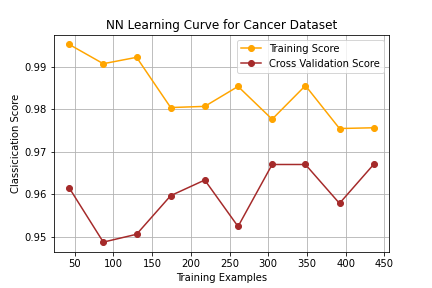 NN Learning Curve for Cancer Dataset
Training Score
Cross Validation Score
Classicication Score
0.99
0.98
0.97
0.96
0.95
50 100 150 200 250 300 350 400 450
Training Examples